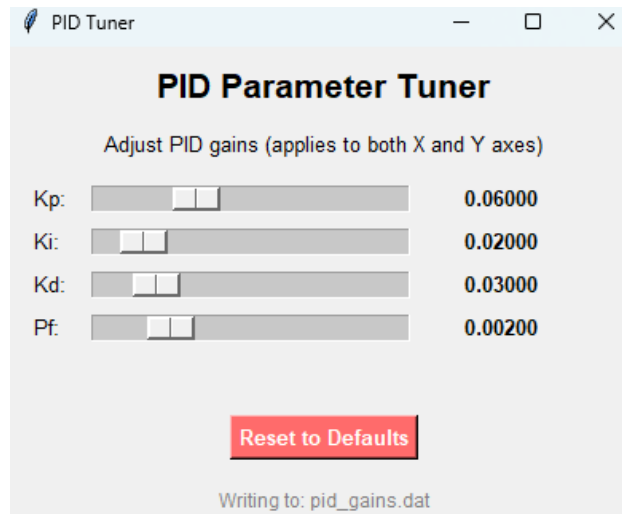 PID Tuner
PID Parameter Tuner
Adjust PID gains (applies to both X and Y axes)
Kp: 0.06000
Ki: 0.02000
Kd: 0.03000
Pf: 0.00200
Reset to Defaults
Writing to: pid_gains.dat